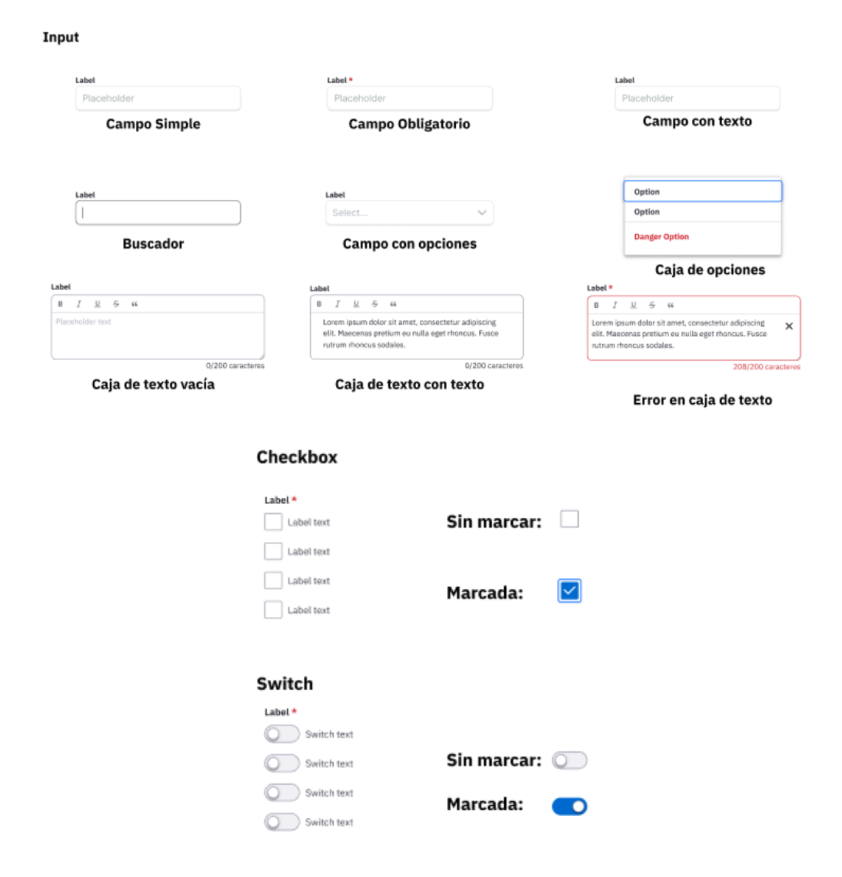 Input
Label
Placeholder
Campo Simple
Label *
Placeholder
Campo Obligatorio
Label
Placeholder
Campo con texto
Label
Buscador
Label
Select...
Campo con opciones
Option
Option
Danger Option
Caja de opciones
Label
B I U S “
Placeholder text
0/200 caracteres
Caja de texto vacía
Label
B I U S “
Lorem ipsum dolor sit amet, consectetur adipiscing
elit. Maecenas pretium eu nulla eget rhoncus. Fusce
rutrum rhoncus sodales.
0/200 caracteres
Caja de texto con texto
Label *
B I U S “
Lorem ipsum dolor sit amet, consectetur adipiscing
elit. Maecenas pretium eu nulla eget rhoncus. Fusce
rutrum rhoncus sodales.
208/200 caracteres
Error en caja de texto
Checkbox
Label *
Label text
Label text
Label text
Label text
Sin marcar:
Marcada:
Switch
Label *
Switch text
Switch text
Switch text
Switch text
Sin marcar:
Marcada: